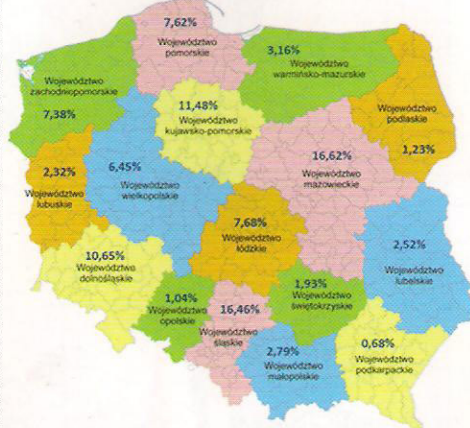 7,62%
Województwo
pomorskie
3,16%
Województwo
warmińsko-mazurskie
Województwo
zachodniopomorskie
7,38%
11,48%
Województwo
kujawsko-pomorskie
Województwo
podlaskie
1,23%
2,32%
Województwo
lubuskie
6,45%
Województwo
wielkopolskie
16,62%
Województwo
mazowieckie
7,68%
Województwo
łódzkie
2,52%
Województwo
lubelskie
10,65%
Województwo
dolnośląskie
1,04%
Województwo
opolskie
16,46%
Województwo
śląskie
1,93%
Województwo
świętokrzyskie
2,79%
Województwo
małopolskie
0,68%
Województwo
podkarpackie